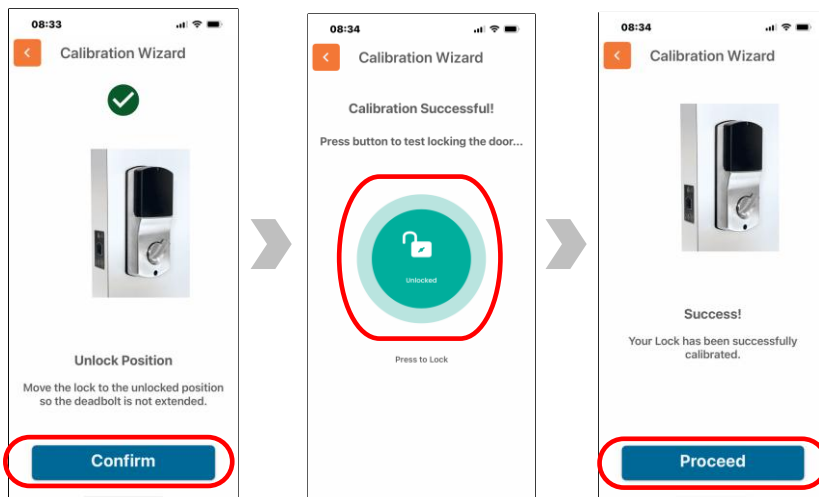 08:33
Calibration Wizard
Unlock Position
Move the lock to the unlocked position
so the deadbolt is not extended.
Confirm
08:34
Calibration Wizard
Calibration Successful!
Press button to test locking the door...
Unlocked
Press to Lock
08:34
Calibration Wizard
Success!
Your Lock has been successfully
calibrated.
Proceed